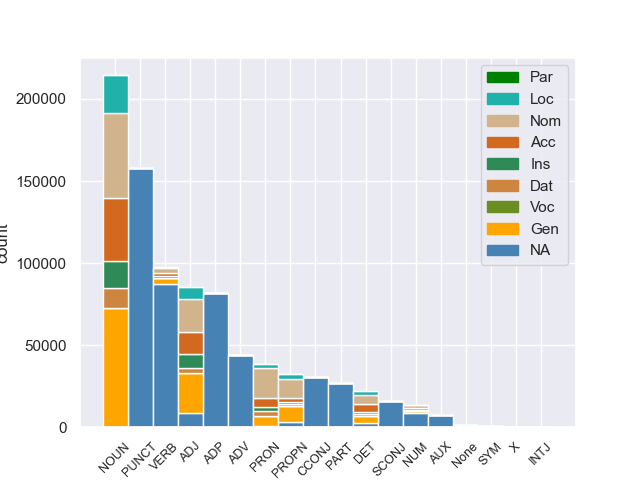 200000
150000
100000
50000
0
count
Par
Loc
Nom
Acc
Ins
Dat
Voc
Gen
NA
NOUN
PUNCT
VERB
ADJ
ADP
ADV
PRON
PROPN
CCONJ
PART
DET
SCONJ
NUM
AUX
None
SYM
X
INTJ